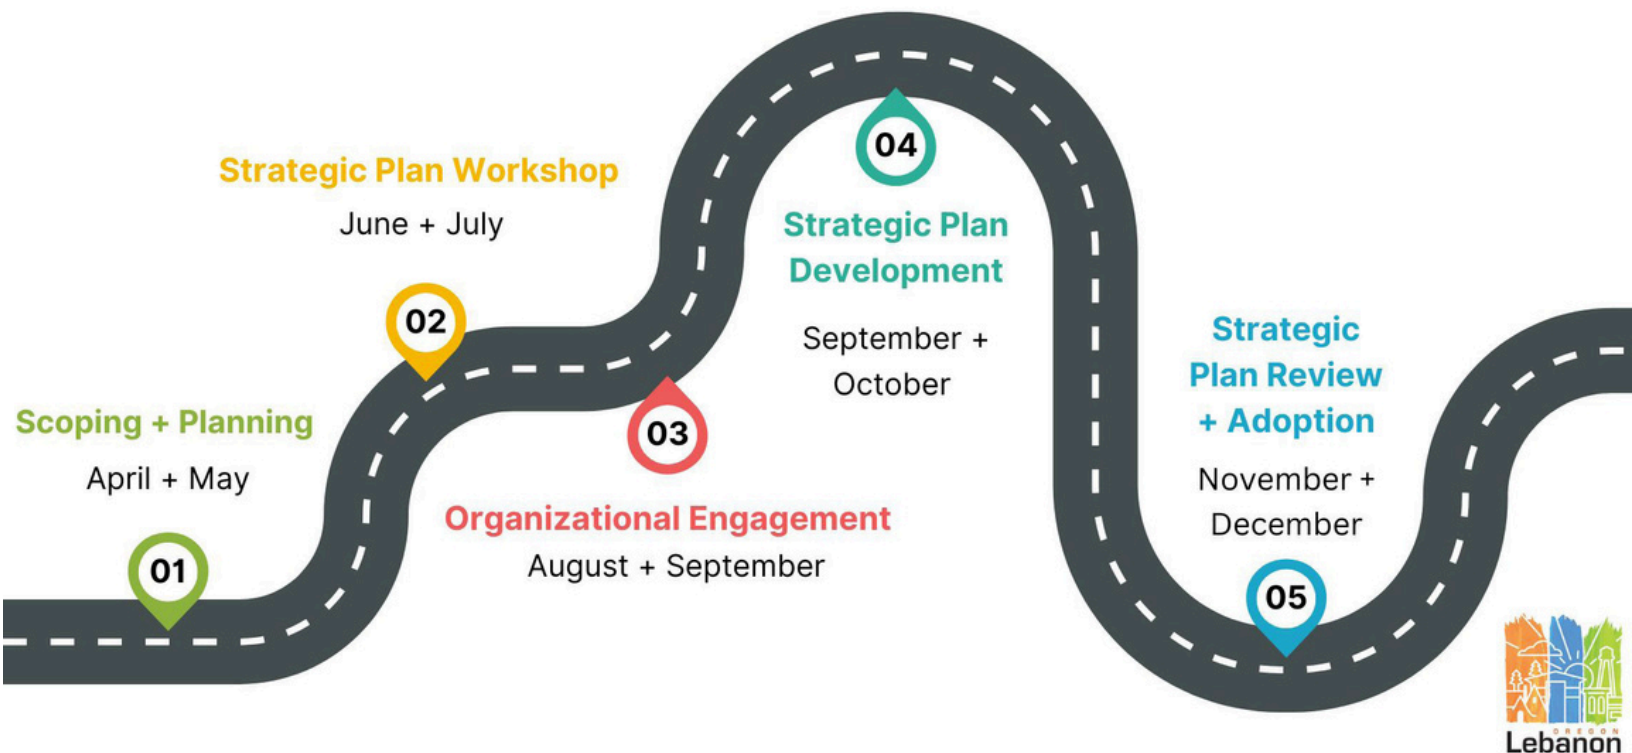 Scoping + Planning
April + May
01
Strategic Plan Workshop
June + July
02
03
Organizational Engagement
August + September
04
Strategic Plan
Development
September +
October
Strategic
Plan Review
+ Adoption
November +
December
05
OREGON
Lebanon